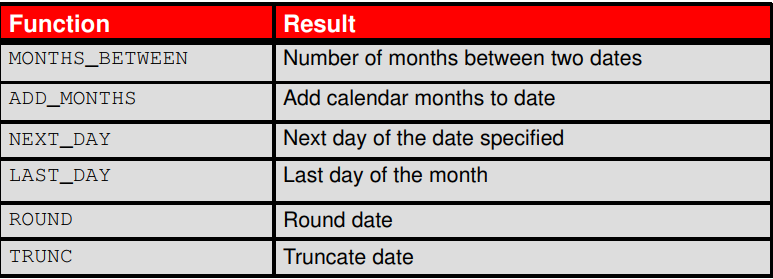 Function Result
MONTHS_BETWEEN Number of months between two dates
ADD_MONTHS Add calendar months to date
NEXT_DAY Next day of the date specified
LAST_DAY Last day of the month
ROUND Round date
TRUNC Truncate date